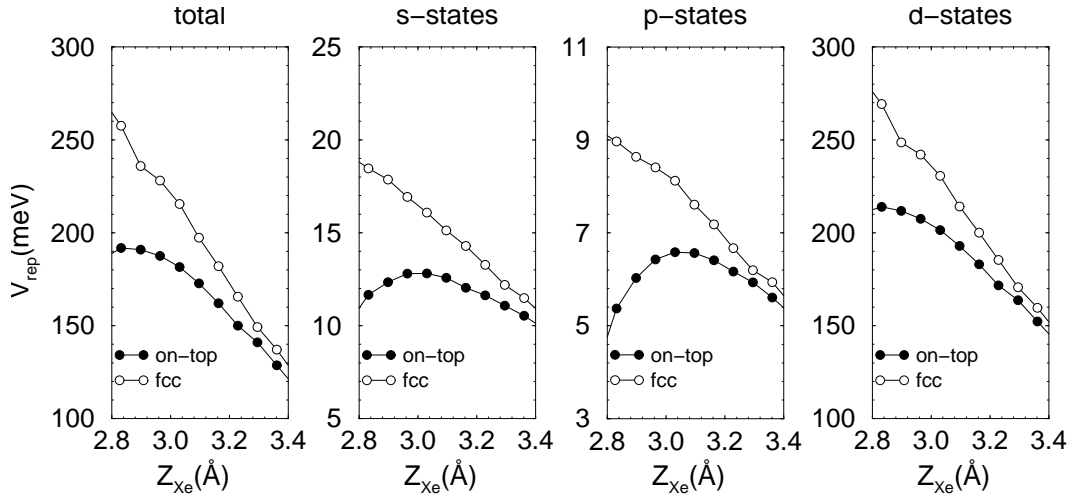 total s−states p−states d−states
300 25 11 300
250 20 9 250
V_rep(meV) 200 15 7 200
150 10 5 150
on−top on−top on−top on−top
fcc fcc fcc fcc
100 5 3 100
2.8 3.0 3.2 3.4 2.8 3.0 3.2 3.4 2.8 3.0 3.2 3.4 2.8 3.0 3.2 3.4
Z_Xe(Å) Z_Xe(Å) Z_Xe(Å) Z_Xe(Å)